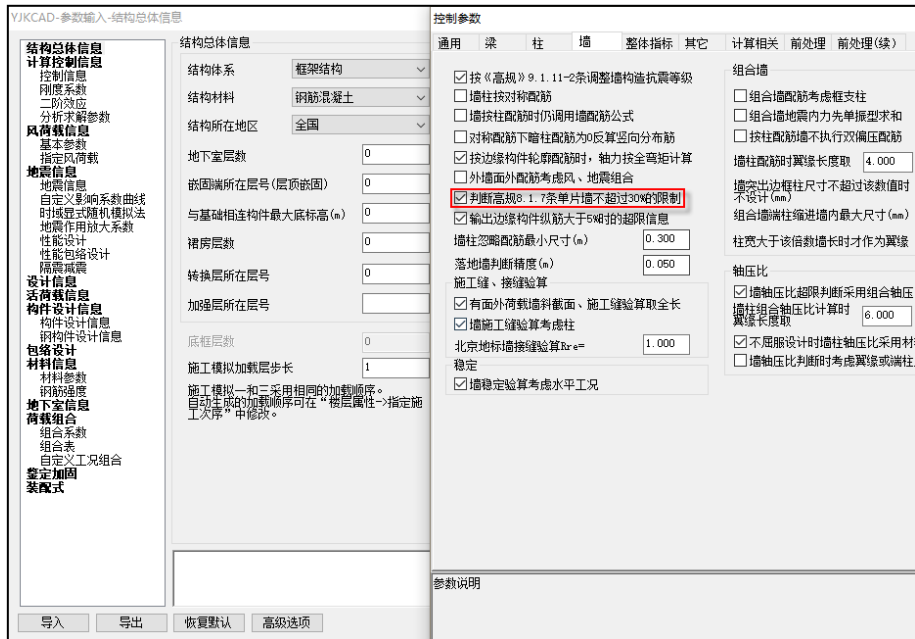 YJKCAD-参数输入-结构总体信息
结构总体信息
计算控制信息
控制信息
刚度系数
二阶效应
分析求解参数
风荷载信息
基本参数
指定风荷载
地震信息
地震信息
自定义影响系数曲线
时域显式随机模拟法
地震作用放大系数
性能设计
性能包络设计
隔震减震
设计信息
活荷载信息
构件设计信息
构件设计信息
钢构件设计信息
包络设计
材料信息
材料参数
钢筋强度
地下室信息
荷载组合
组合系数
组合表
自定义工况组合
鉴定加固
装配式
结构总体信息
结构体系 框架结构
结构材料 钢筋混凝土
结构所在地区 全国
地下室层数 0
嵌固端所在层号(层顶嵌固) 0
与基础相连构件最大底标高(m) 0
裙房层数 0
转换层所在层号 0
加强层所在层号
底框层数 0
施工模拟加载层步长 1
施工模拟一和三采用相同的加载顺序。
自动生成的加载顺序可在“楼层属性->指定施
工次序”中修改。
导入 导出 恢复默认 高级选项
控制参数
通用 梁 柱 墙 整体指标 其它 计算相关 前处理 前处理(续)
按《高规》9.1.11-2条调整墙构造抗震等级
墙柱按对称配筋
墙按柱配筋时仍调用墙配筋公式
对称配筋下暗柱配筋为0反算竖向分布筋
按边缘构件轮廓配筋时，轴力按全弯矩计算
外墙面外配筋考虑风、地震组合
判断高规8.1.7条单片墙不超过30%的限制
输出边缘构件纵筋大于5%时的超限信息
墙柱忽略配筋最小尺寸(m) 0.300
落地墙判断精度(m) 0.050
施工缝、接缝验算
有面外荷载墙斜截面、施工缝验算取全长
墙施工缝验算考虑柱
北京地标墙接缝验算Rre= 1.000
稳定
墙稳定验算考虑水平工况
组合墙
组合墙配筋考虑框支柱
组合墙地震内力先单振型求和
按柱配筋墙不执行双偏压配筋
墙柱配筋时翼缘长度取 4.000
墙突出边框柱尺寸不超过该数值时
不设计(mm)
组合墙端柱缩进墙内最大尺寸(mm)
柱宽大于该倍数墙长时才作为翼缘
轴压比
墙轴压比超限判断采用组合轴压
墙柱组合轴压比计算时
翼缘长度取 6.000
不屈服设计时墙柱轴压比采用材
墙轴压比判断时考虑翼缘或端柱
参数说明